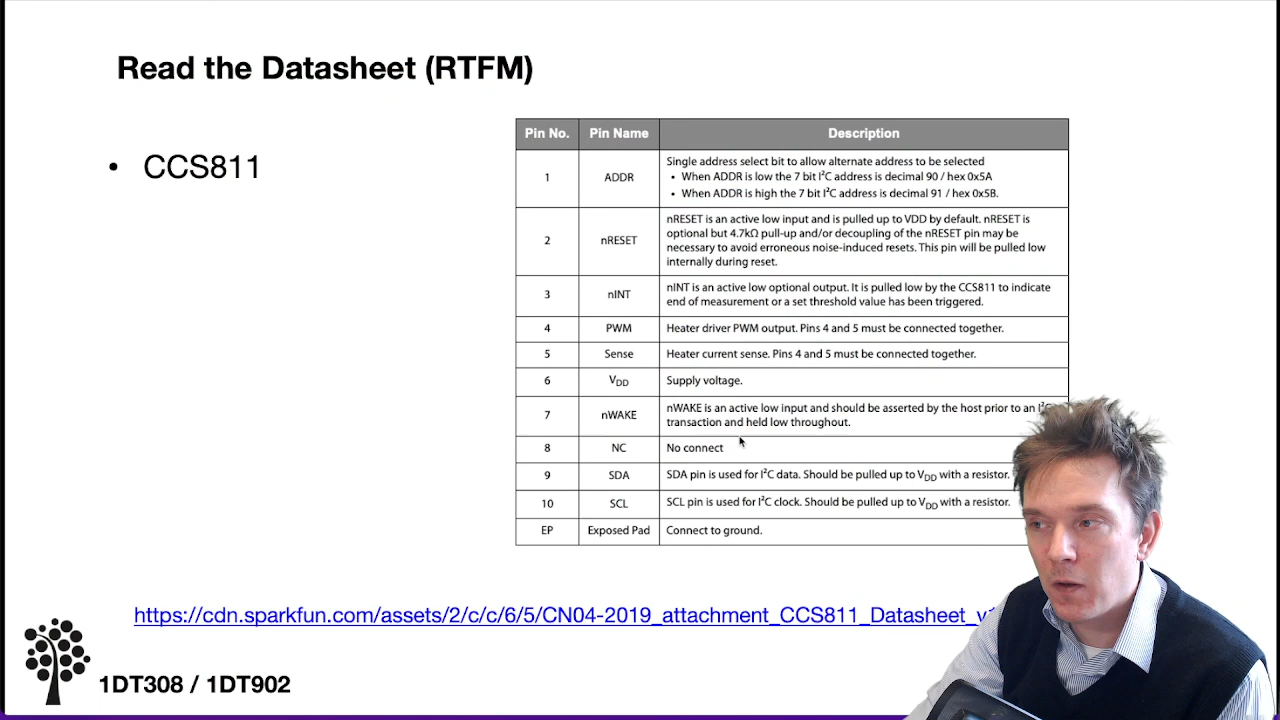 Read the Datasheet (RTFM)
• CCS811
Pin No. Pin Name Description
1 ADDR Single address select bit to allow alternate address to be selected
• When ADDR is low the 7 bit I²C address is decimal 90 / hex 0x5A
• When ADDR is high the 7 bit I²C address is decimal 91 / hex 0x5B.
2 nRESET nRESET is an active low input and is pulled up to VDD by default. nRESET is
optional but 4.7kΩ pull-up and/or decoupling of the nRESET pin may be
necessary to avoid erroneous noise-induced resets. This pin will be pulled low
internally during reset.
3 nINT nINT is an active low optional output. It is pulled low by the CCS811 to indicate
end of measurement or a set threshold value has been triggered.
4 PWM Heater driver PWM output. Pins 4 and 5 must be connected together.
5 Sense Heater current sense. Pins 4 and 5 must be connected together.
6 VDD Supply voltage.
7 nWAKE nWAKE is an active low input and should be asserted by the host prior to an I²C
transaction and held low throughout.
8 NC No connect
9 SDA SDA pin is used for I²C data. Should be pulled up to VDD with a resistor.
10 SCL SCL pin is used for I²C clock. Should be pulled up to VDD with a resistor.
EP Exposed Pad Connect to ground.
https://cdn.sparkfun.com/assets/2/c/c/6/5/CN04-2019_attachment_CCS811_Datasheet_v
1DT308 / 1DT902